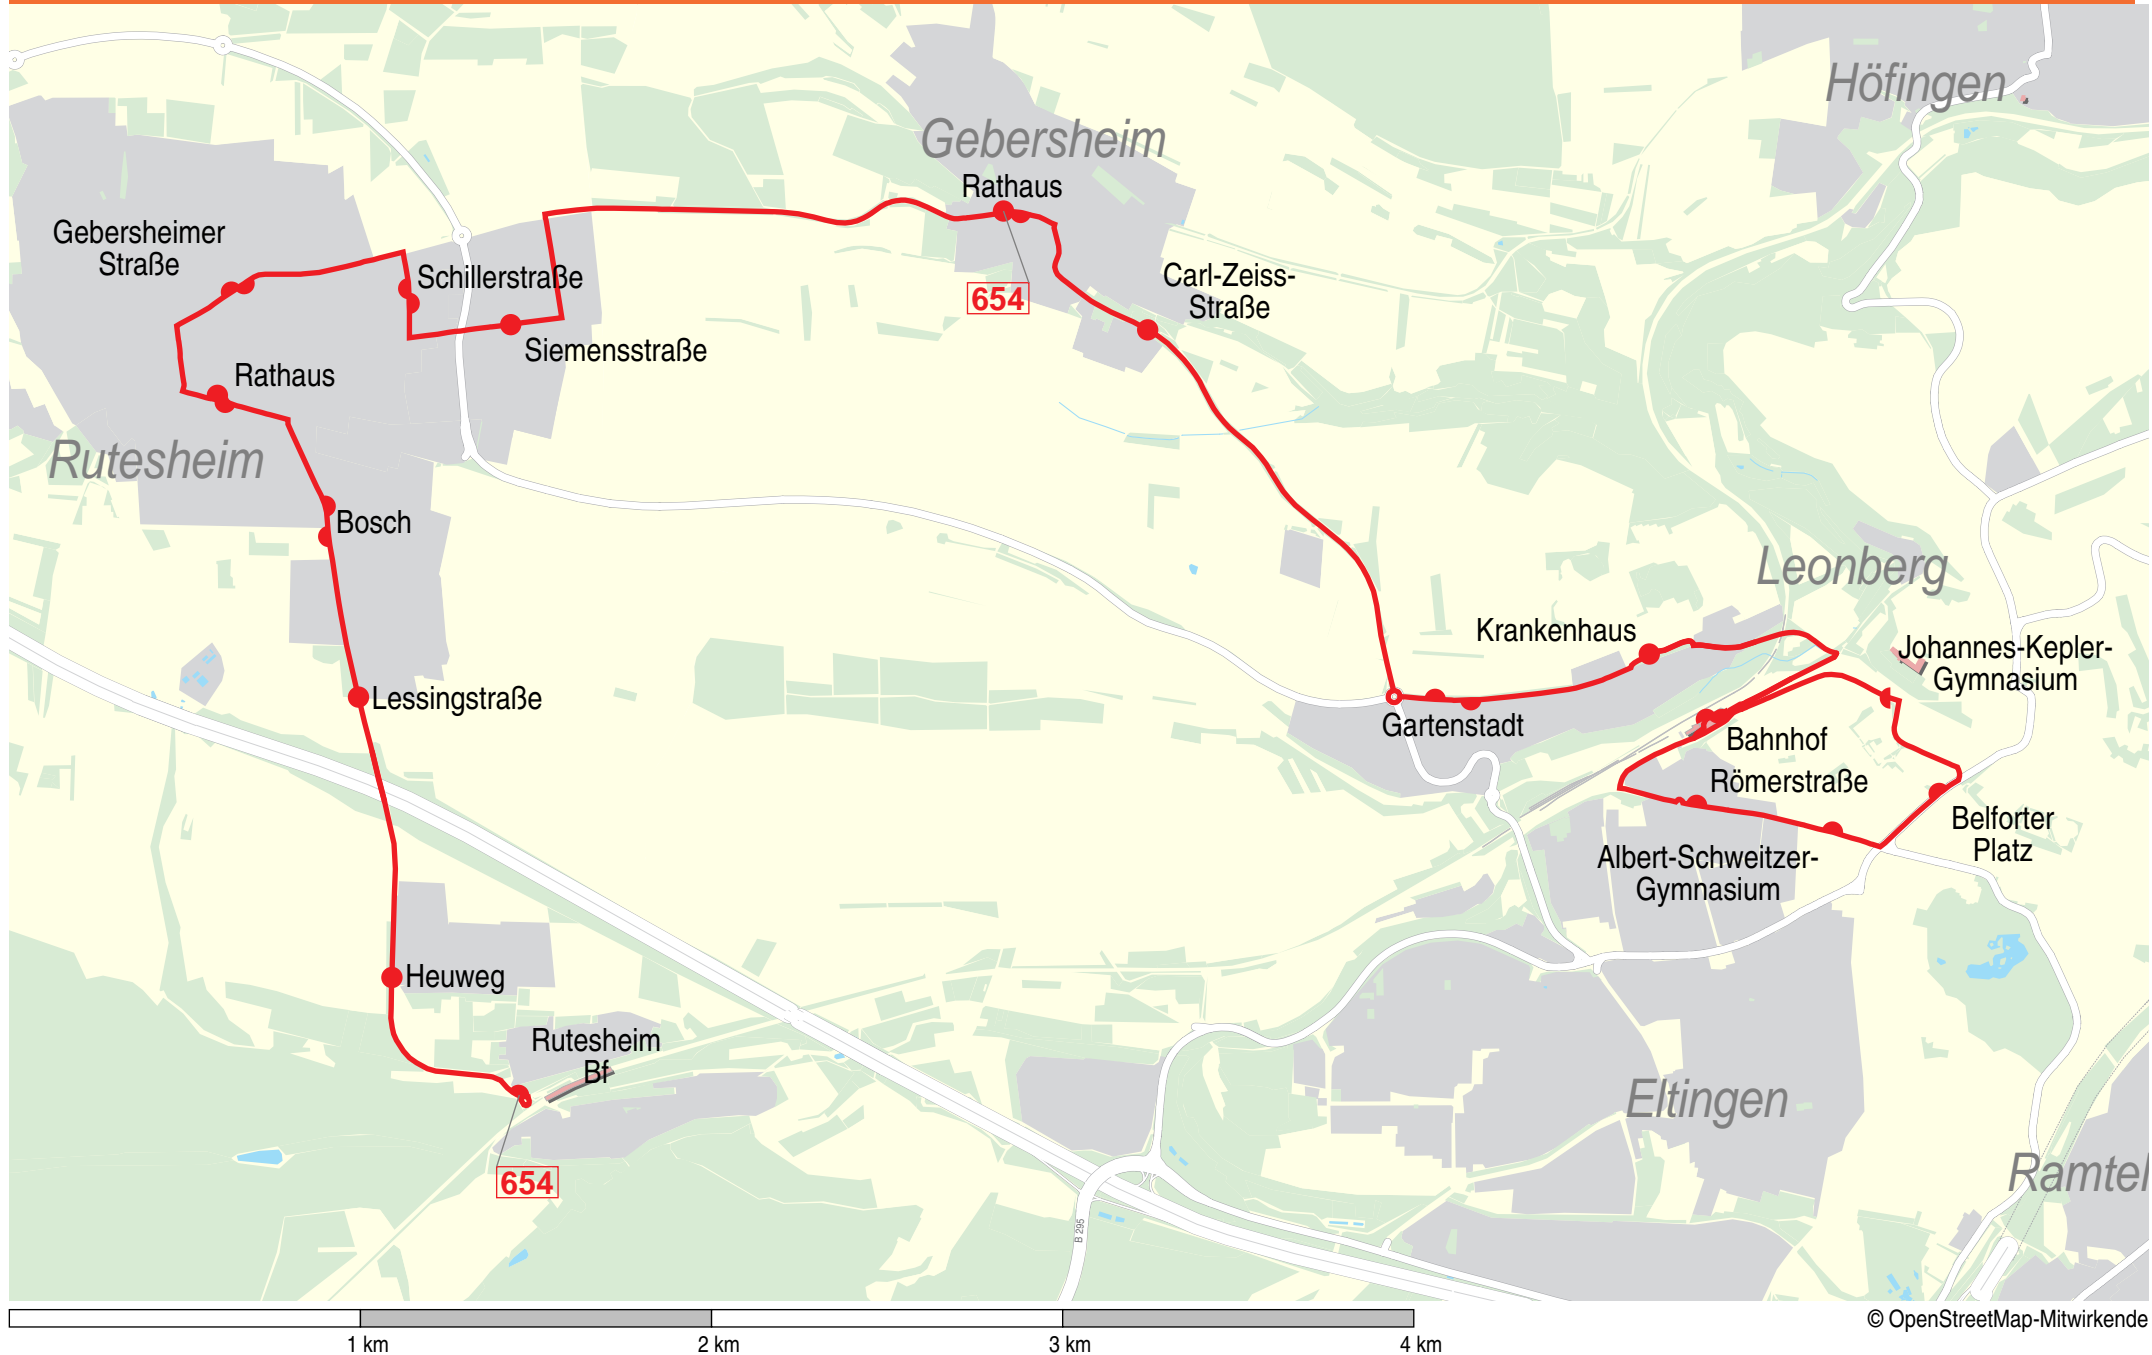 Höfingen
Gebersheim
Rathaus
Gebersheimer
Straße
Schillerstraße
Carl-Zeiss-
Straße
654
Siemensstraße
Rathaus
Rutesheim
Bosch
Leonberg
Krankenhaus
Johannes-Kepler-
Gymnasium
Lessingstraße
Gartenstadt
Bahnhof
Römerstraße
Belforter
Platz
Albert-Schweitzer-
Gymnasium
Heuweg
Rutesheim
Bf
Eltingen
654
Ramtel
B 295
© OpenStreetMap-Mitwirkende
1 km
2 km
3 km
4 km